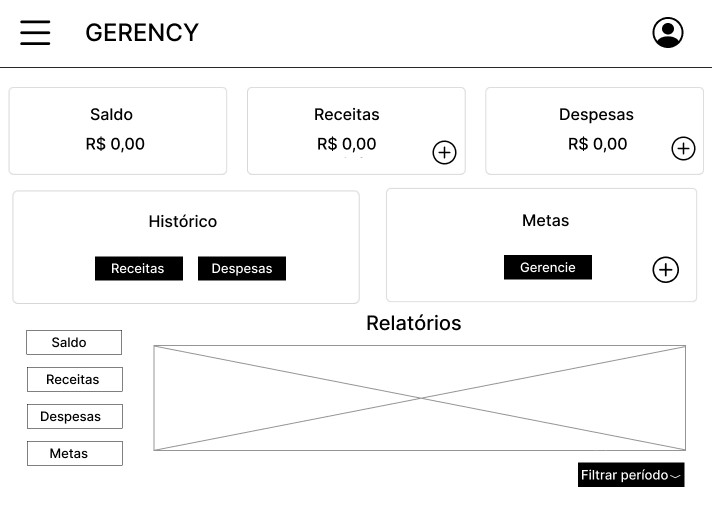 GERENCY
Saldo
R$ 0,00
Receitas
R$ 0,00
Despesas
R$ 0,00
Histórico
Receitas
Despesas
Metas
Gerencie
Relatórios
Saldo
Receitas
Despesas
Metas
Filtrar período